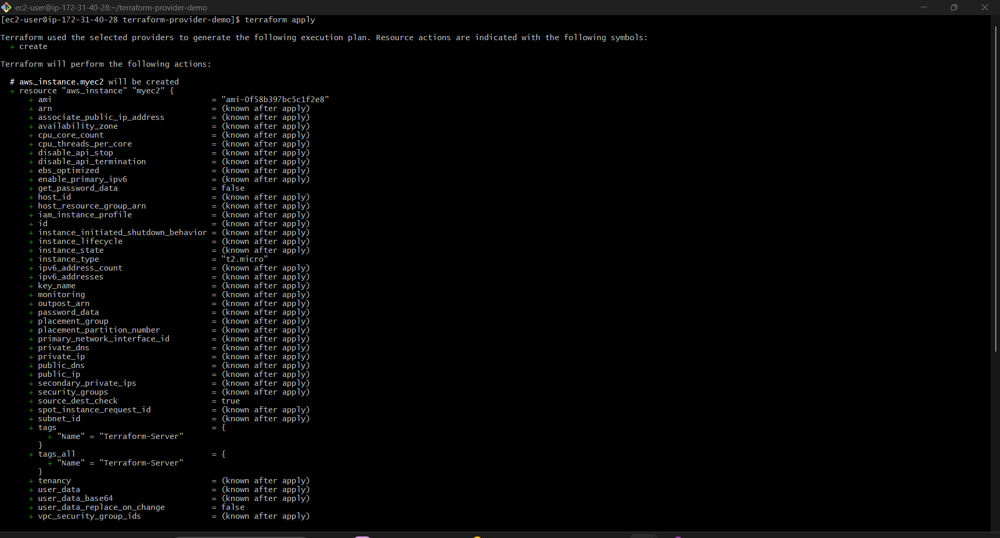 ec2-user@ip-172-31-40-28:~/terraform-provider-demo
[ec2-user@ip-172-31-40-28 terraform-provider-demo]$ terraform apply
Terraform used the selected providers to generate the following execution plan. Resource actions are indicated with the following symbols:
+ create
Terraform will perform the following actions:
# aws_instance.myec2 will be created
+ resource "aws_instance" "myec2" {
+ ami = "ami-0f58b397bc5c1f2e8"
+ arn = (known after apply)
+ associate_public_ip_address = (known after apply)
+ availability_zone = (known after apply)
+ cpu_core_count = (known after apply)
+ cpu_threads_per_core = (known after apply)
+ disable_api_stop = (known after apply)
+ disable_api_termination = (known after apply)
+ ebs_optimized = (known after apply)
+ enable_primary_ipv6 = (known after apply)
+ get_password_data = false
+ host_id = (known after apply)
+ host_resource_group_arn = (known after apply)
+ iam_instance_profile = (known after apply)
+ id = (known after apply)
+ instance_initiated_shutdown_behavior = (known after apply)
+ instance_lifecycle = (known after apply)
+ instance_state = (known after apply)
+ instance_type = "t2.micro"
+ ipv6_address_count = (known after apply)
+ ipv6_addresses = (known after apply)
+ key_name = (known after apply)
+ monitoring = (known after apply)
+ outpost_arn = (known after apply)
+ password_data = (known after apply)
+ placement_group = (known after apply)
+ placement_partition_number = (known after apply)
+ primary_network_interface_id = (known after apply)
+ private_dns = (known after apply)
+ private_ip = (known after apply)
+ public_dns = (known after apply)
+ public_ip = (known after apply)
+ secondary_private_ips = (known after apply)
+ security_groups = (known after apply)
+ source_dest_check = true
+ spot_instance_request_id = (known after apply)
+ subnet_id = (known after apply)
+ tags = {
+ "Name" = "Terraform-Server"
}
+ tags_all = {
+ "Name" = "Terraform-Server"
}
+ tenancy = (known after apply)
+ user_data = (known after apply)
+ user_data_base64 = (known after apply)
+ user_data_replace_on_change = false
+ vpc_security_group_ids = (known after apply)